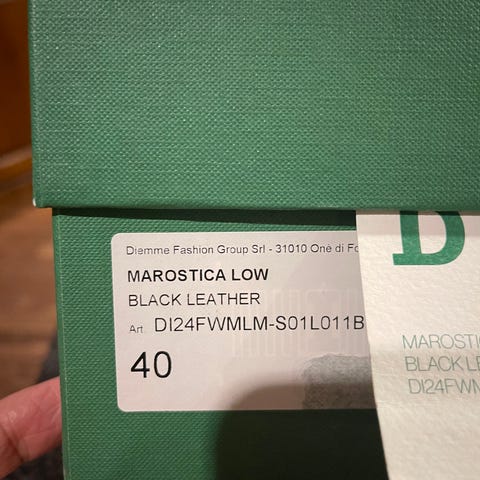 Diemme Fashion Group Srl - 31010 Onè di Fo
MAROSTICA LOW
BLACK LEATHER
Art. DI24FWMLM-S01L011B
40
D
MAROSTIC
BLACK LE
DI24FWM